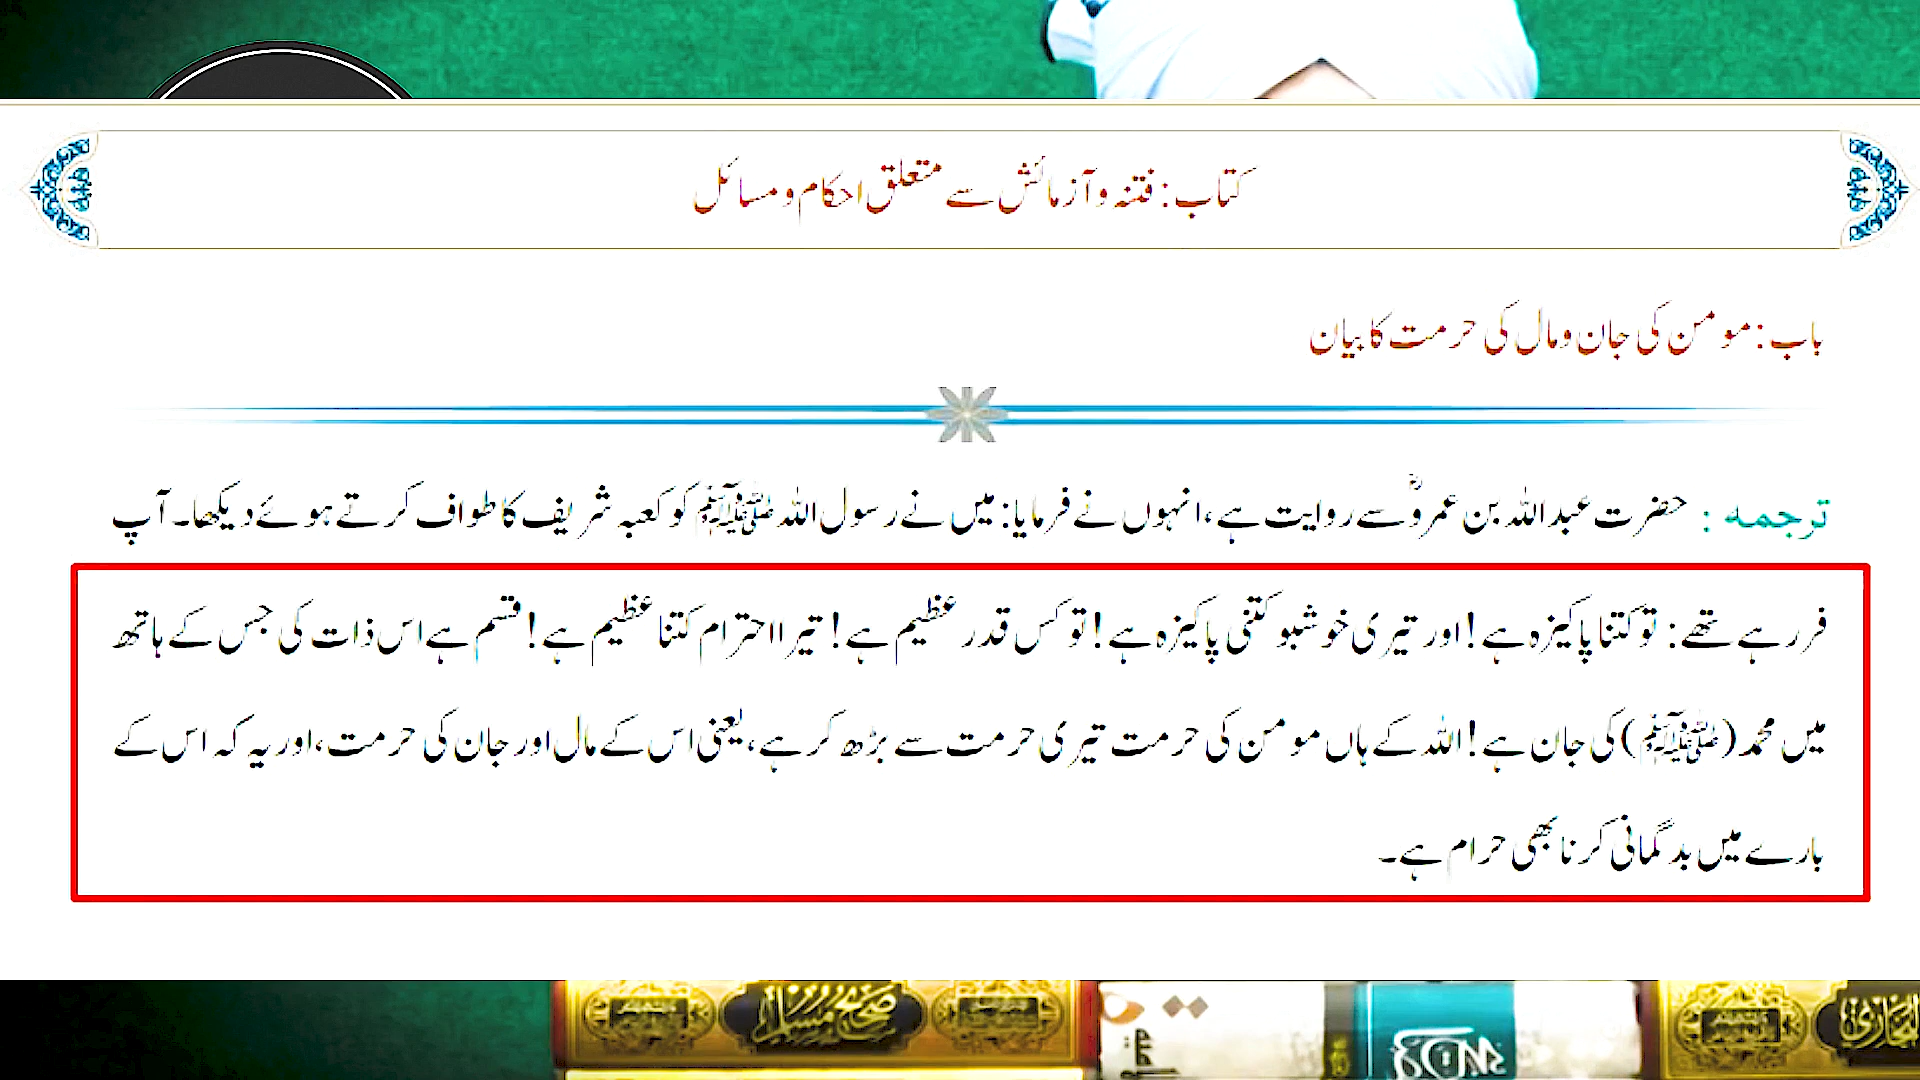 کتاب: فتنہ و آزمائش سے متعلق احکام و مسائل
باب: مومن کی جان ومال کی حرمت کا بیان
ترجمہ : حضرت عبداللہ بن عمروؓ سے روایت ہے، انہوں نے فرمایا: میں نے رسول اللہ ﷺ کو کعبہ شریف کا طواف کرتے ہوئے دیکھا۔ آپ
فررہے تھے: تو کتنا پاکیزہ ہے! اور تیری خوشبو کتنی پاکیزہ ہے! تو کس قدر عظیم ہے! تیرا احترام کتنا عظیم ہے! قسم ہے اس ذات کی جس کے ہاتھ
میں محمد (ﷺ) کی جان ہے! اللہ کے ہاں مومن کی حرمت تیری حرمت سے بڑھ کر ہے، یعنی اس کے مال اور جان کی حرمت، اور یہ کہ اس کے
بارے میں بدگمانی کرنا بھی حرام ہے۔
صحیح مسلم
البخاری